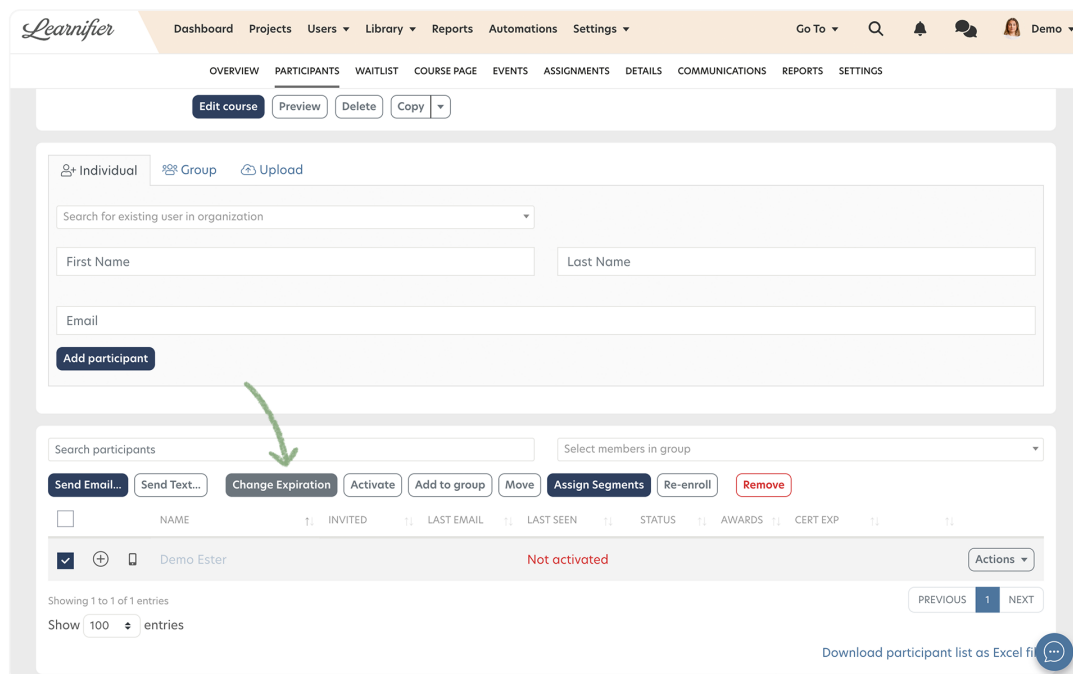 Learnifier Dashboard Projects Users Library Reports Automations Settings Go To Demo
OVERVIEW PARTICIPANTS WAITLIST COURSE PAGE EVENTS ASSIGNMENTS DETAILS COMMUNICATIONS REPORTS SETTINGS
Edit course Preview Delete Copy
Individual Group Upload
Search for existing user in organization
First Name Last Name
Email
Add participant
Search participants Select members in group
Send Email... Send Text... Change Expiration Activate Add to group Move Assign Segments Re-enroll Remove
NAME INVITED LAST EMAIL LAST SEEN STATUS AWARDS CERT EXP
Demo Ester Not activated Actions
Showing 1 to 1 of 1 entries PREVIOUS 1 NEXT
Show 100 entries
Download participant list as Excel fi